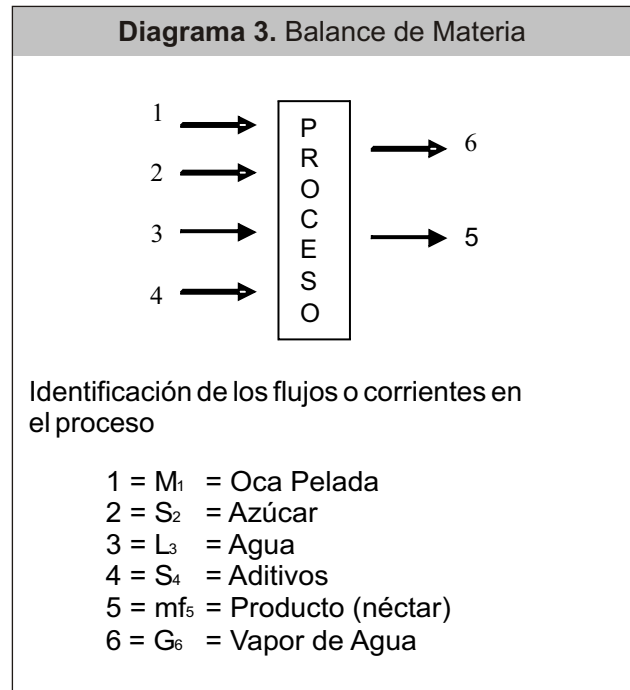 Diagrama 3. Balance de Materia
1
2
3
4
P
R
O
C
E
S
O
6
5
Identificación de los flujos o corrientes en
el proceso
1 = M₁ = Oca Pelada
2 = S₂ = Azúcar
3 = L₃ = Agua
4 = S₄ = Aditivos
5 = mf₅ = Producto (néctar)
6 = G₆ = Vapor de Agua